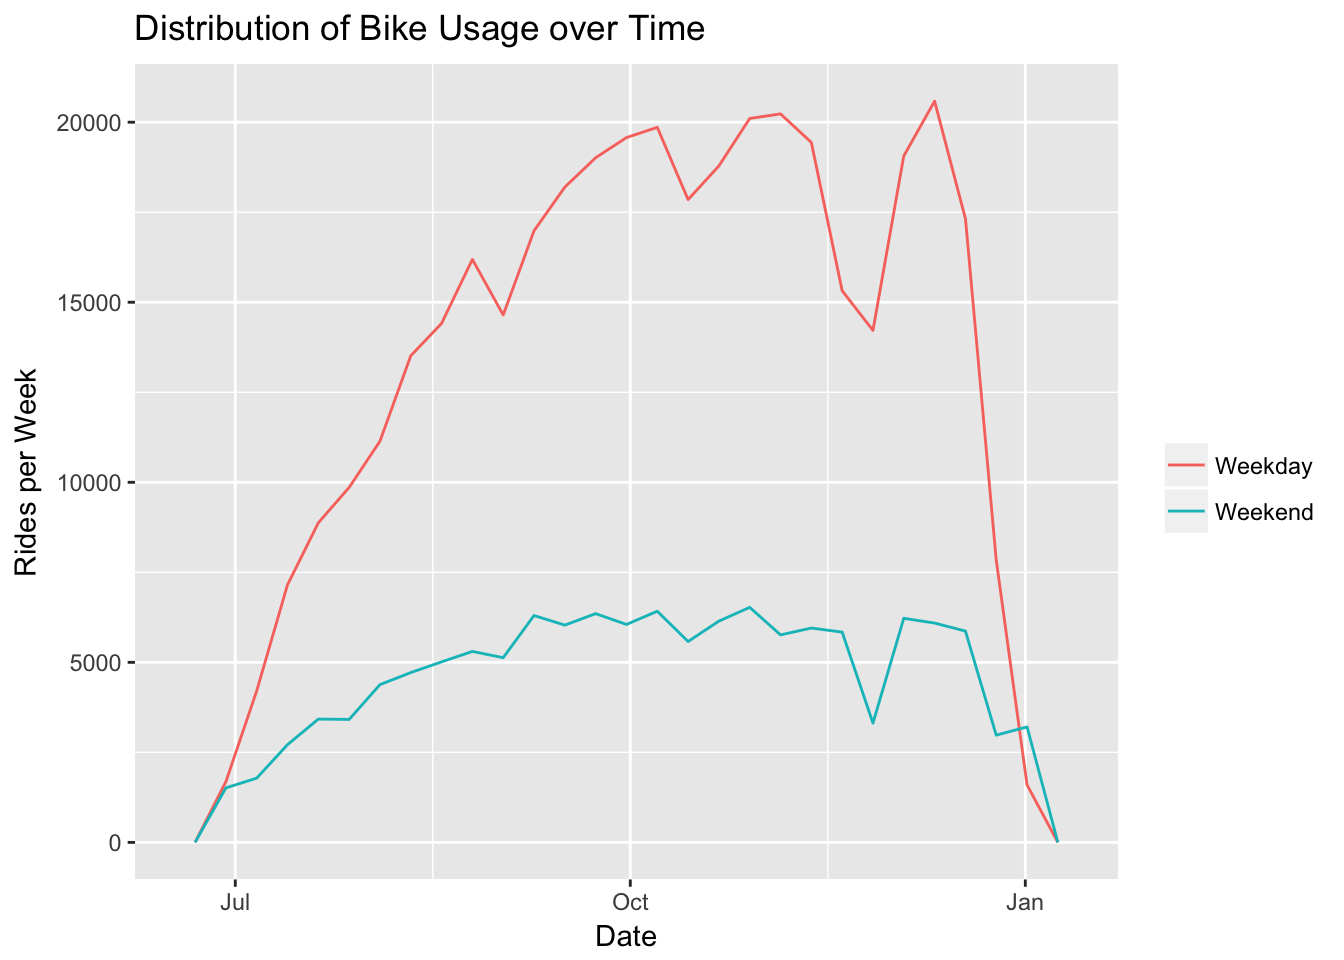 Distribution of Bike Usage over Time
20000
15000
10000
5000
0
Rides per Week
Jul
Oct
Jan
Date
Weekday
Weekend